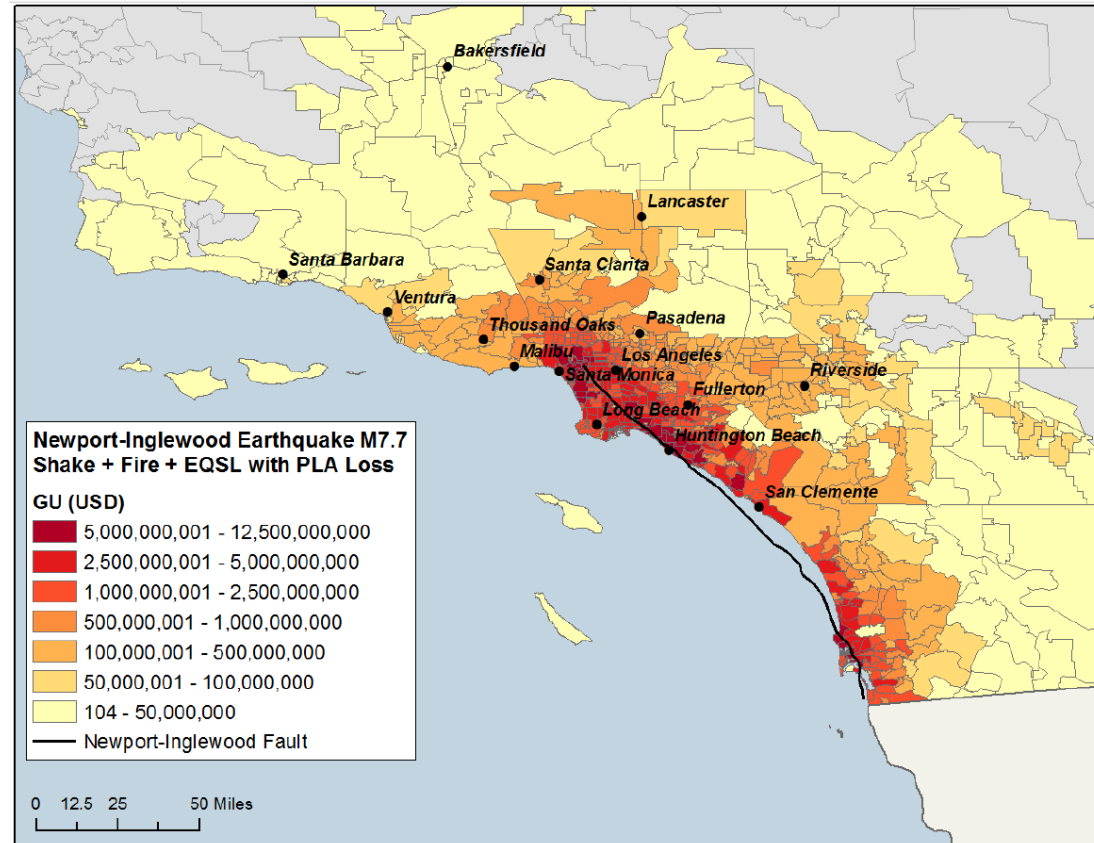 Bakersfield
Lancaster
Santa Barbara
Santa Clarita
Ventura
Pasadena
Thousand Oaks
Malibu
Los Angeles
Santa Monica
Riverside
Fullerton
Long Beach
Huntington Beach
San Clemente
Newport-Inglewood Earthquake M7.7
Shake + Fire + EQSL with PLA Loss
GU (USD)
5,000,000,001 - 12,500,000,000
2,500,000,001 - 5,000,000,000
1,000,000,001 - 2,500,000,000
500,000,001 - 1,000,000,000
100,000,001 - 500,000,000
50,000,001 - 100,000,000
104 - 50,000,000
Newport-Inglewood Fault
0 12.5 25 50 Miles